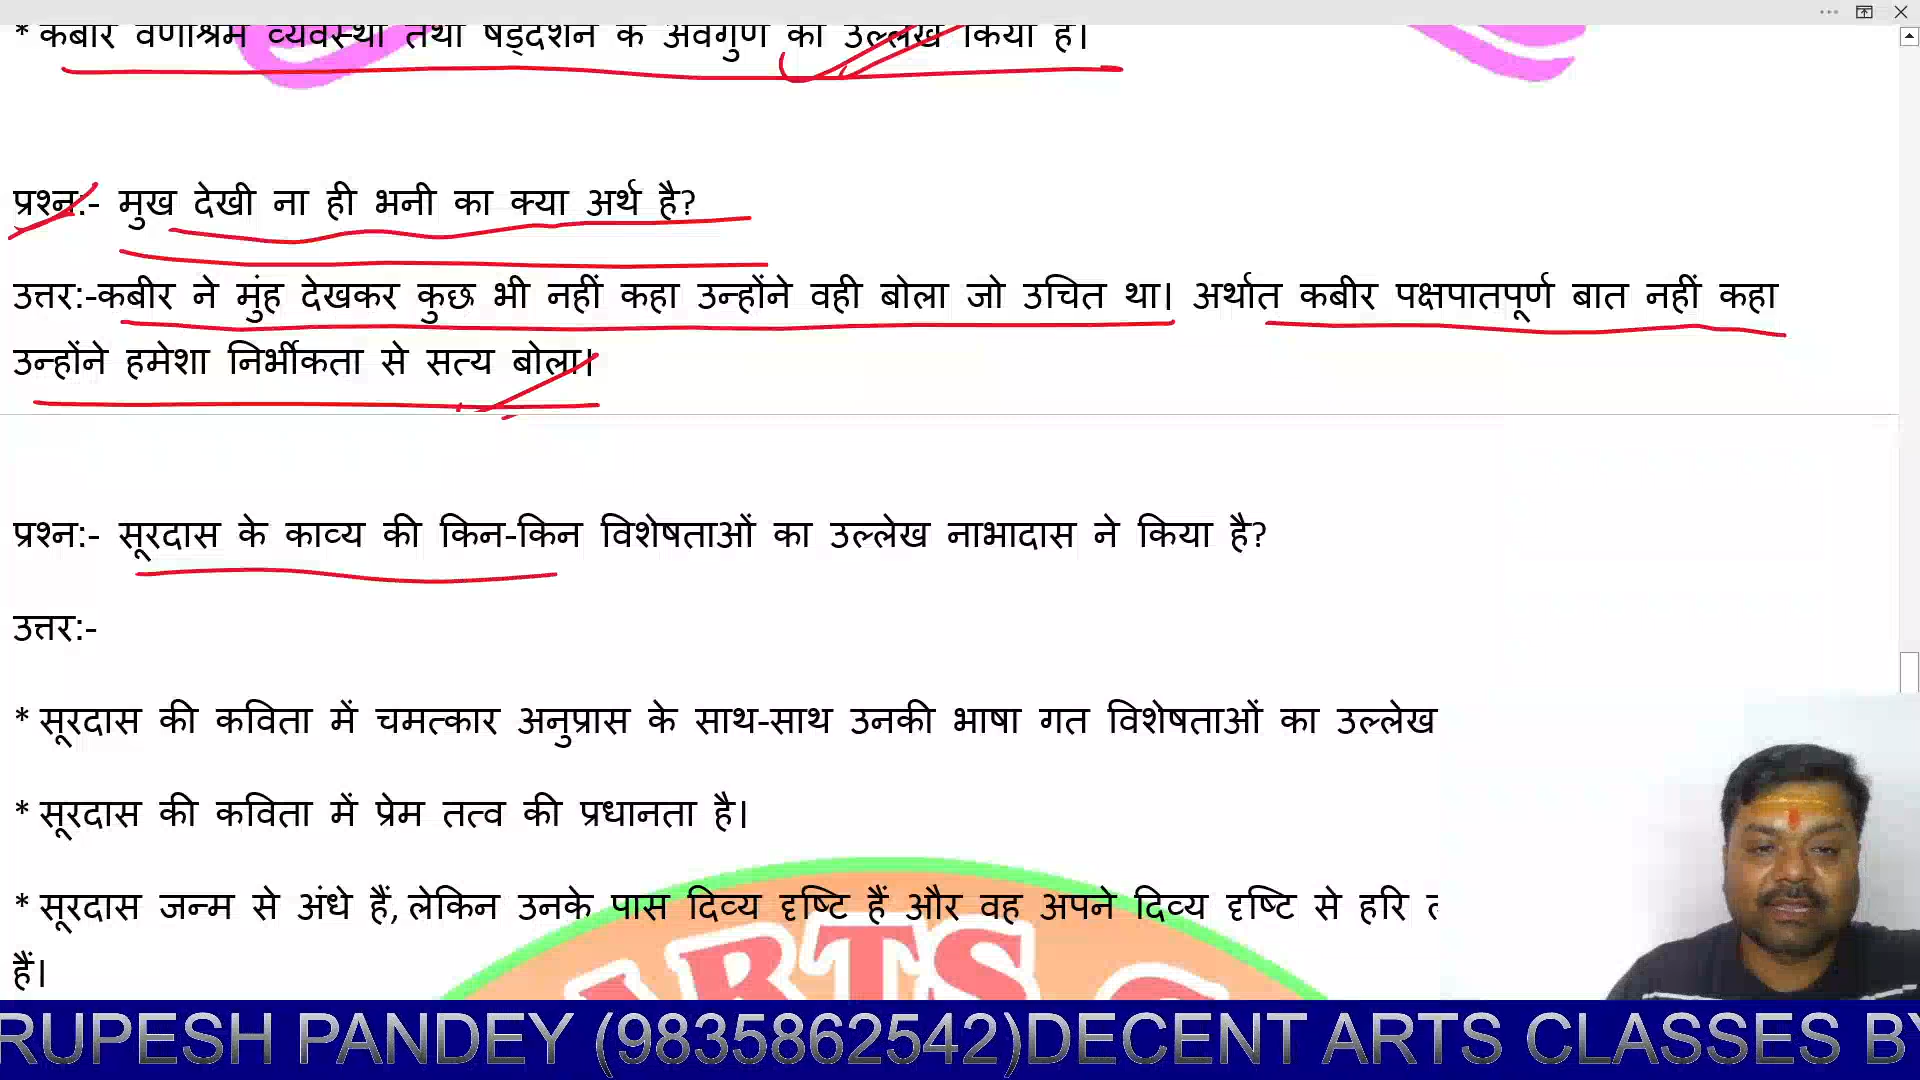 * कबीर वर्णाश्रम व्यवस्था तथा षड्दर्शन के अवगुण का उल्लेख किया है।
प्रश्न:- मुख देखी ना ही भनी का क्या अर्थ है?
उत्तर:-कबीर ने मुंह देखकर कुछ भी नहीं कहा उन्होंने वही बोला जो उचित था। अर्थात कबीर पक्षपातपूर्ण बात नहीं कहा
उन्होंने हमेशा निर्भीकता से सत्य बोला।
प्रश्न:- सूरदास के काव्य की किन-किन विशेषताओं का उल्लेख नाभादास ने किया है?
उत्तर:-
* सूरदास की कविता में चमत्कार अनुप्रास के साथ-साथ उनकी भाषा गत विशेषताओं का उल्लेख
* सूरदास की कविता में प्रेम तत्व की प्रधानता है।
* सूरदास जन्म से अंधे हैं, लेकिन उनके पास दिव्य दृष्टि हैं और वह अपने दिव्य दृष्टि से हरि
हैं।
ARTS
RUPESH PANDEY (9835862542)DECENT ARTS CLASSES BY